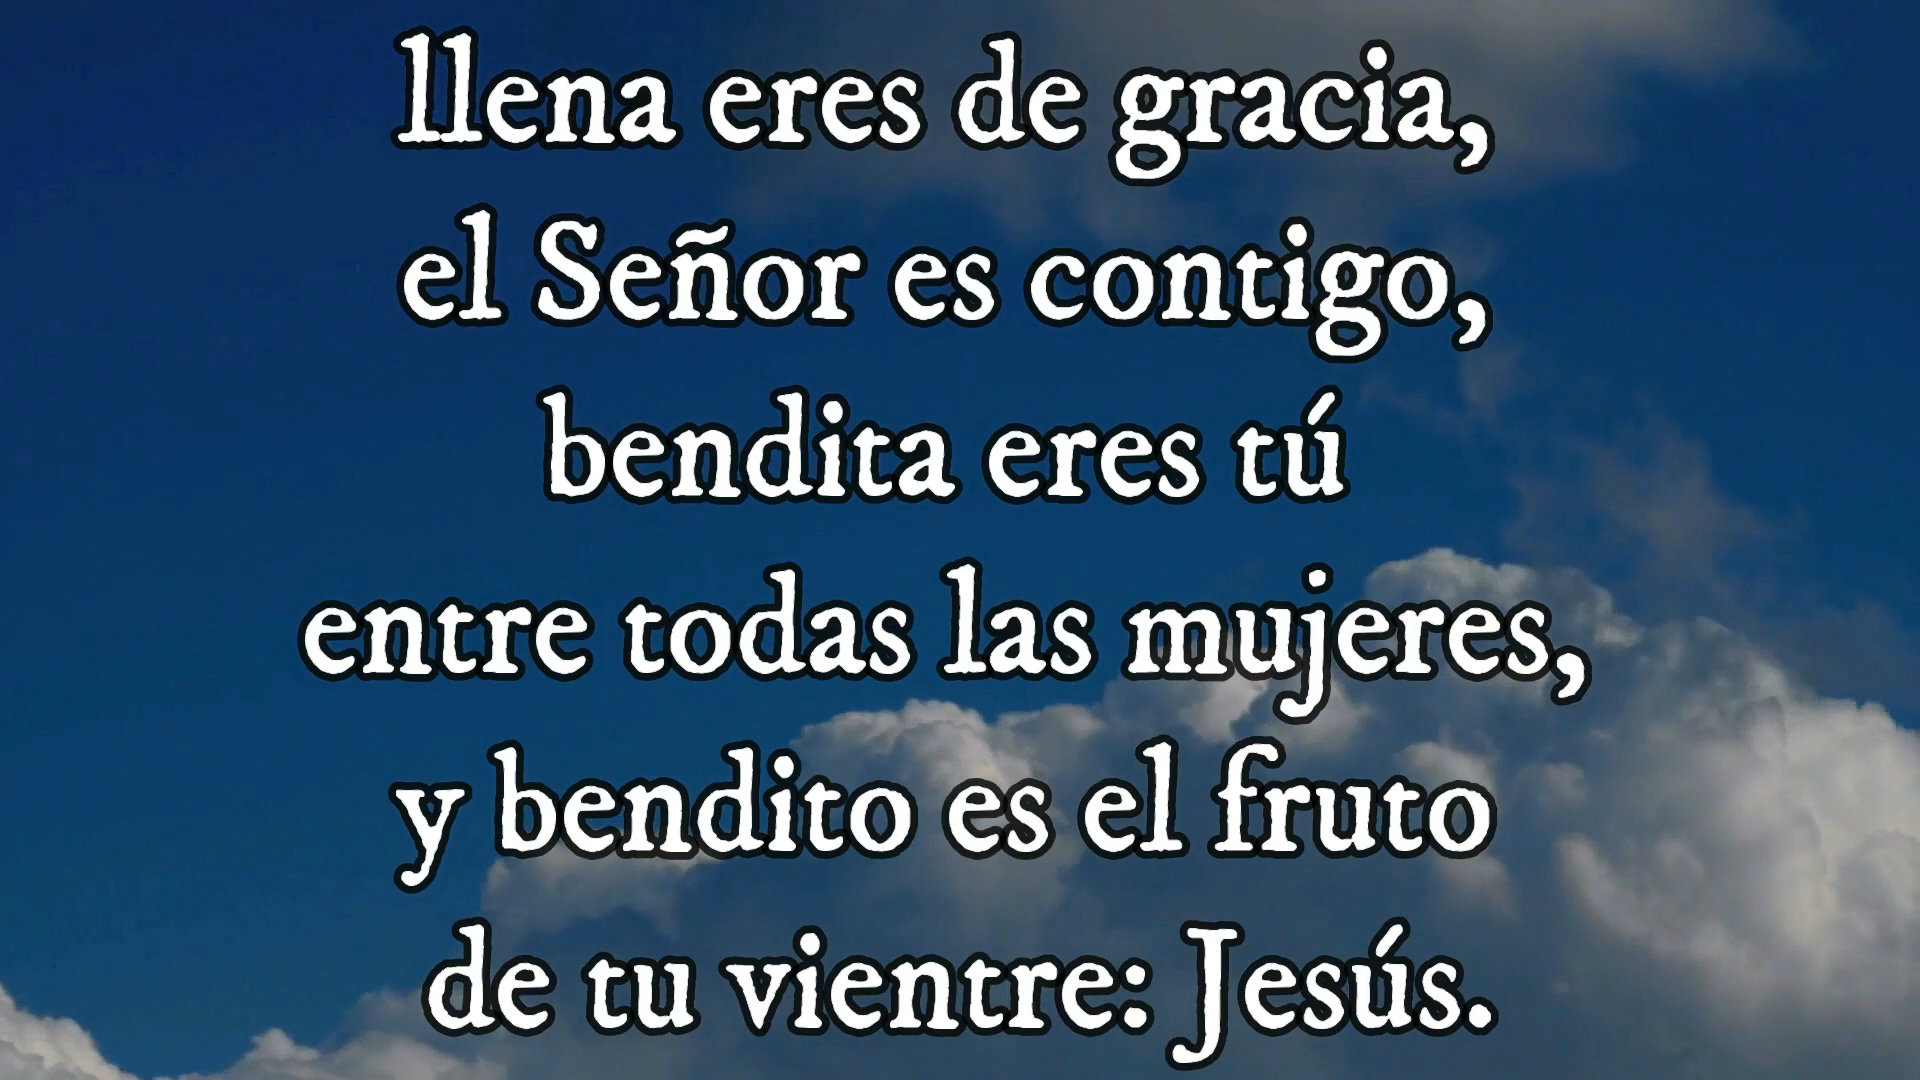 llena eres de gracia,
el Señor es contigo,
bendita eres tú
entre todas las mujeres,
y bendito es el fruto
de tu vientre: Jesús.